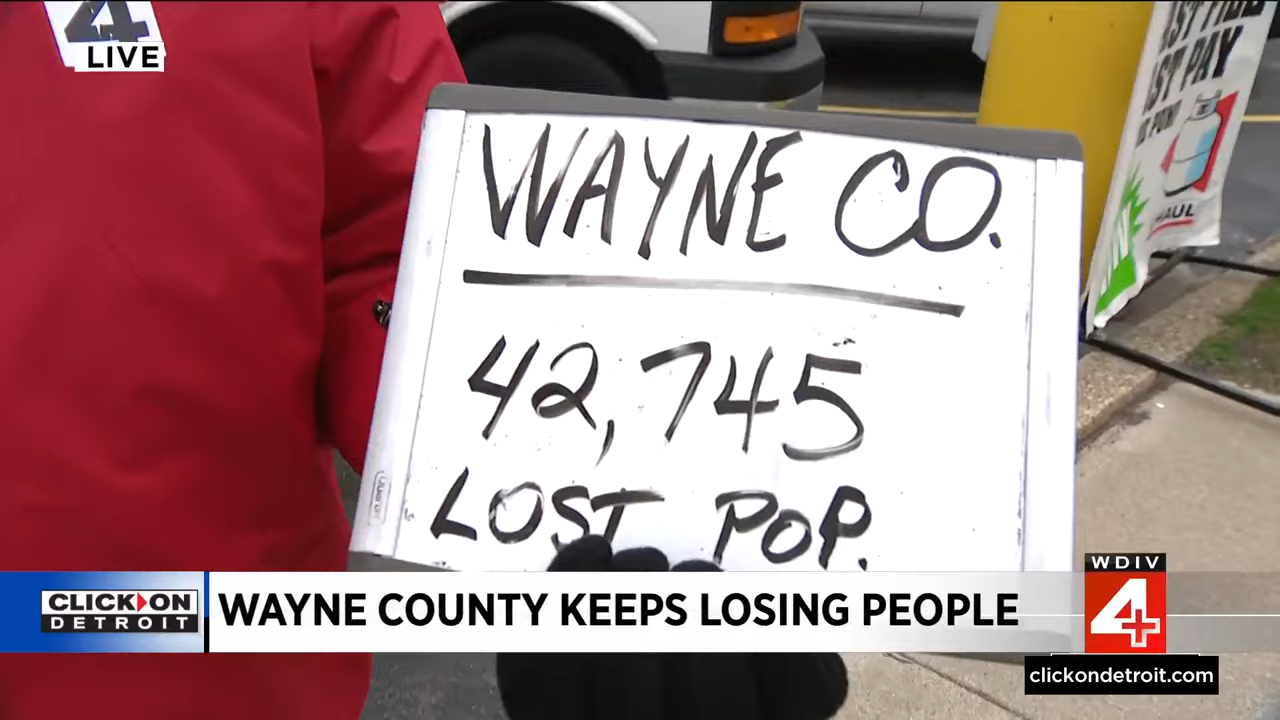 4
LIVE
WAYNE CO.
42,745
LOST POP.
PAY
CLICK ON
DETROIT
WAYNE COUNTY KEEPS LOSING PEOPLE
WDIV
4+
clickondetroit.com